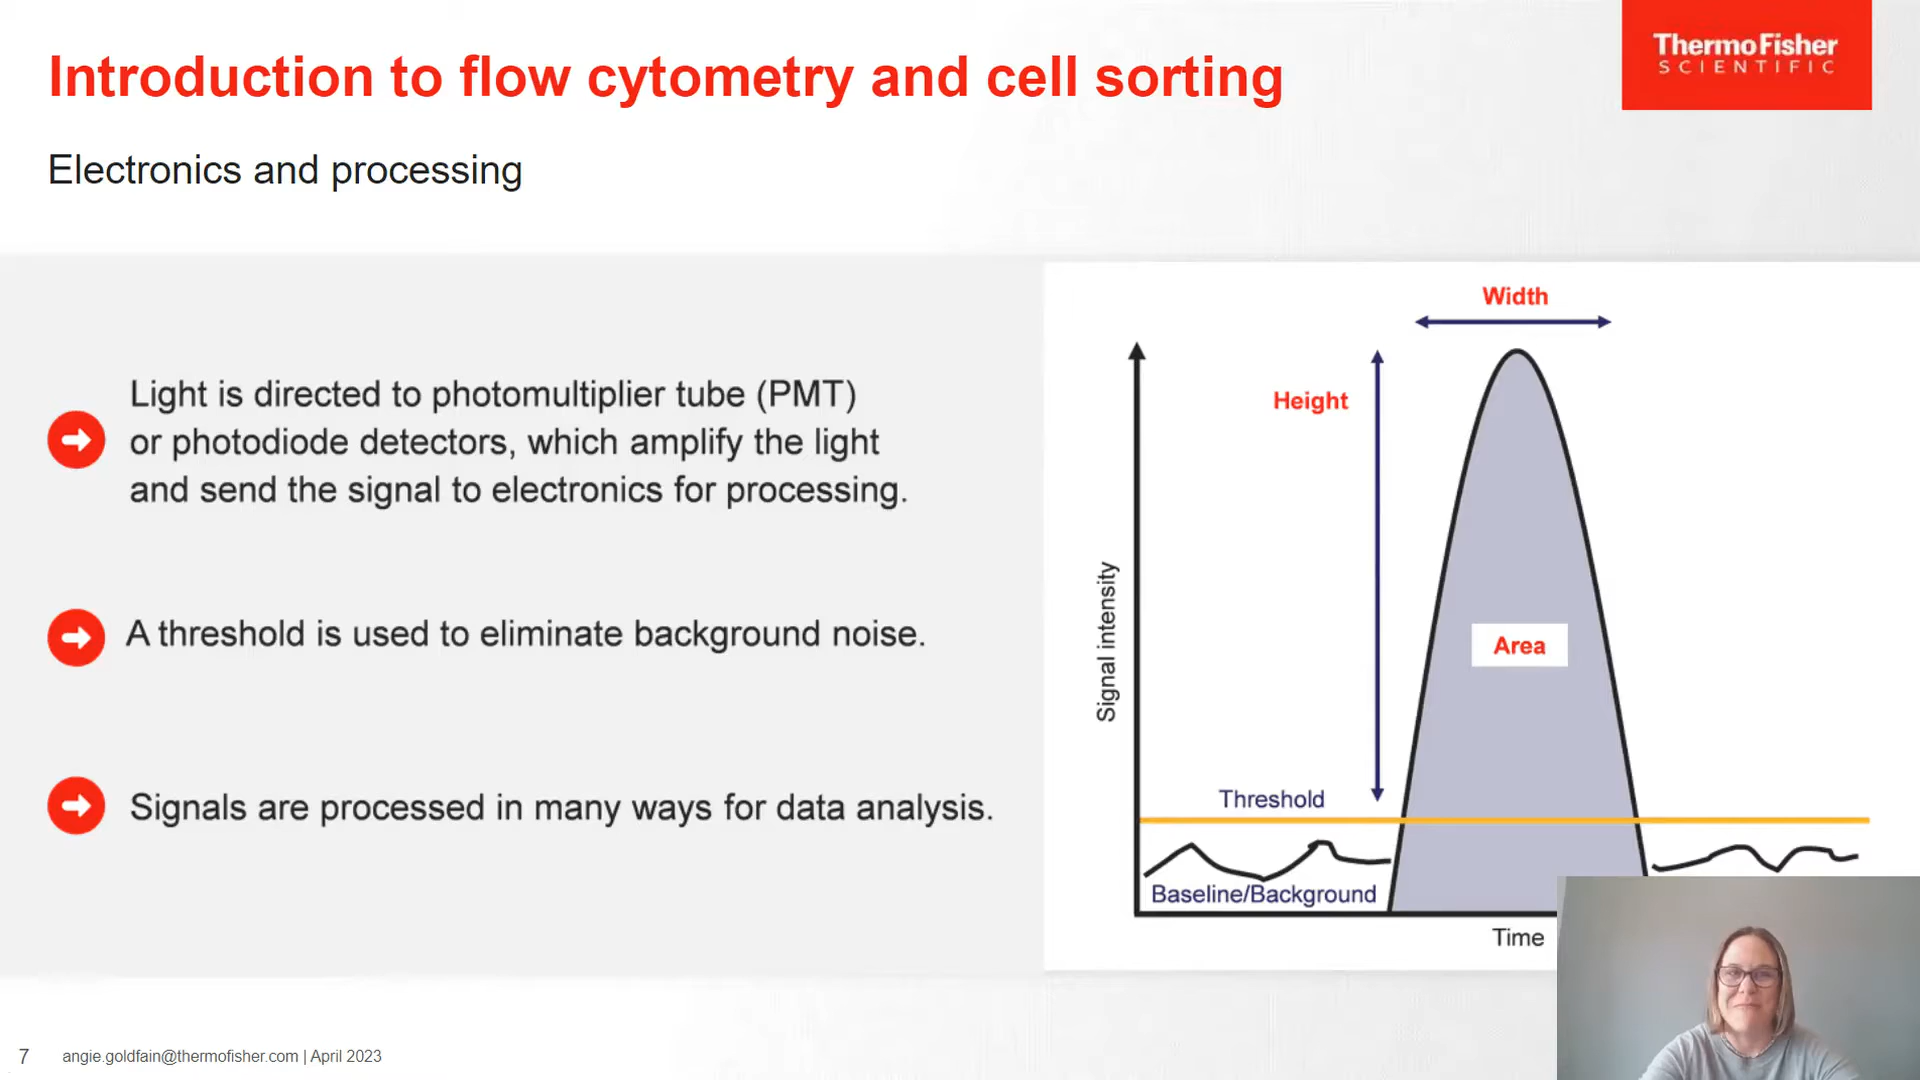 Introduction to flow cytometry and cell sorting
ThermoFisher
SCIENTIFIC
Electronics and processing
Light is directed to photomultiplier tube (PMT)
or photodiode detectors, which amplify the light
and send the signal to electronics for processing.
A threshold is used to eliminate background noise.
Signals are processed in many ways for data analysis.
Width
Height
Signal intensity
Area
Threshold
Baseline/Background
Time
7 angie.goldfain@thermofisher.com | April 2023